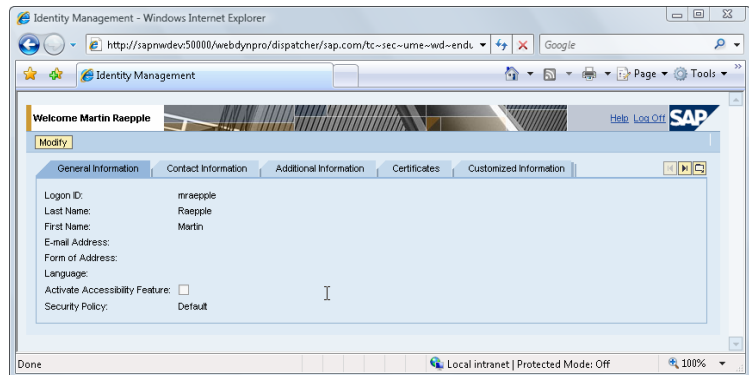 Identity Management - Windows Internet Explorer
http://sapnwdev:50000/webdynpro/dispatcher/sap.com/tc~sec~ume~wd~endu
Google
Identity Management
Page
Tools
Welcome Martin Raepple
Help Log Off SAP
Modify
General Information Contact Information Additional Information Certificates Customized Information
Logon ID: mraepple
Last Name: Raepple
First Name: Martin
E-mail Address:
Form of Address:
Language:
Activate Accessibility Feature:
Security Policy: Default
Done Local intranet | Protected Mode: Off 100%